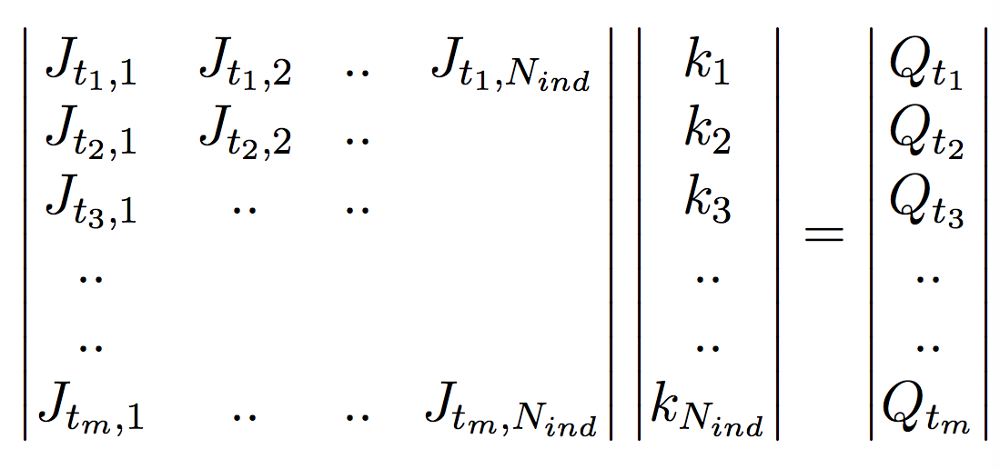 |J_{t_1,1} J_{t_1,2} .. J_{t_1,N_{ind}}| |k_1| |Q_{t_1}|
|J_{t_2,1} J_{t_2,2} ..| |k_2| |Q_{t_2}|
|J_{t_3,1} .. ..| |k_3| |Q_{t_3}|
|..| |..| = |..|
|..| |..| |..|
|J_{t_m,1} .. .. J_{t_m,N_{ind}}| |k_{N_{ind}}| |Q_{t_m}|